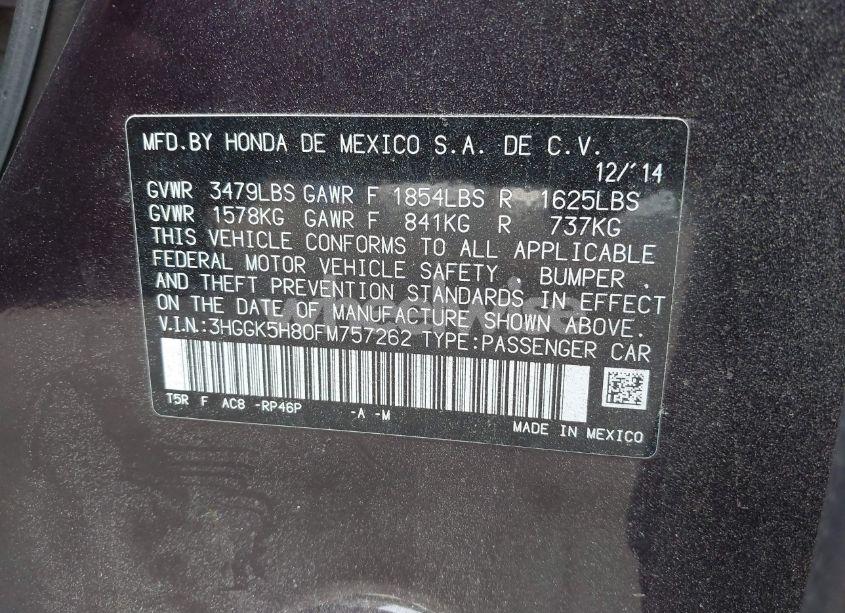 MFD.BY HONDA DE MEXICO S.A. DE C.V.
12/'14
GVWR 3479LBS GAWR F 1854LBS R 1625LBS
GVWR 1578KG GAWR F 841KG R 737KG
THIS VEHICLE CONFORMS TO ALL APPLICABLE
FEDERAL MOTOR VEHICLE SAFETY , BUMPER ,
AND THEFT PREVENTION STANDARDS IN EFFECT
ON THE DATE OF MANUFACTURE SHOWN ABOVE.
V.I.N:3HGGK5H80FM757262 TYPE:PASSENGER CAR
T5R F AC8 -RP46P -A -M
MADE IN MEXICO
wheelwise